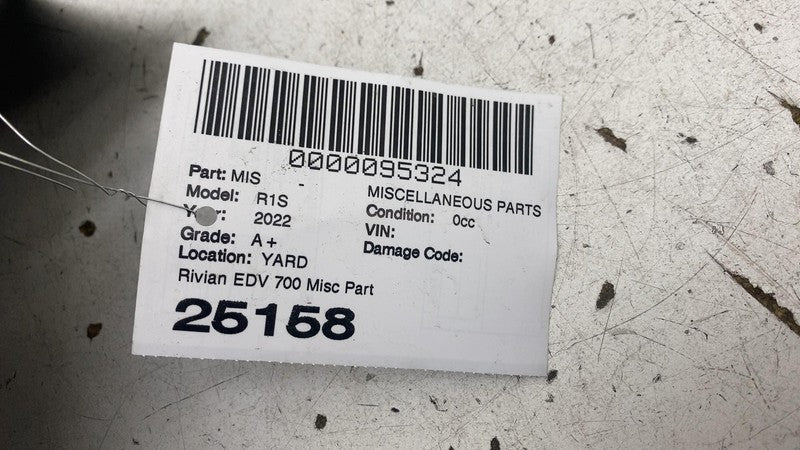 0000095324
Part: MIS -
MISCELLANEOUS PARTS
Model: R1S
Condition: 0cc
Year: 2022
VIN:
Grade: A+
Damage Code:
Location: YARD
Rivian EDV 700 Misc Part
25158